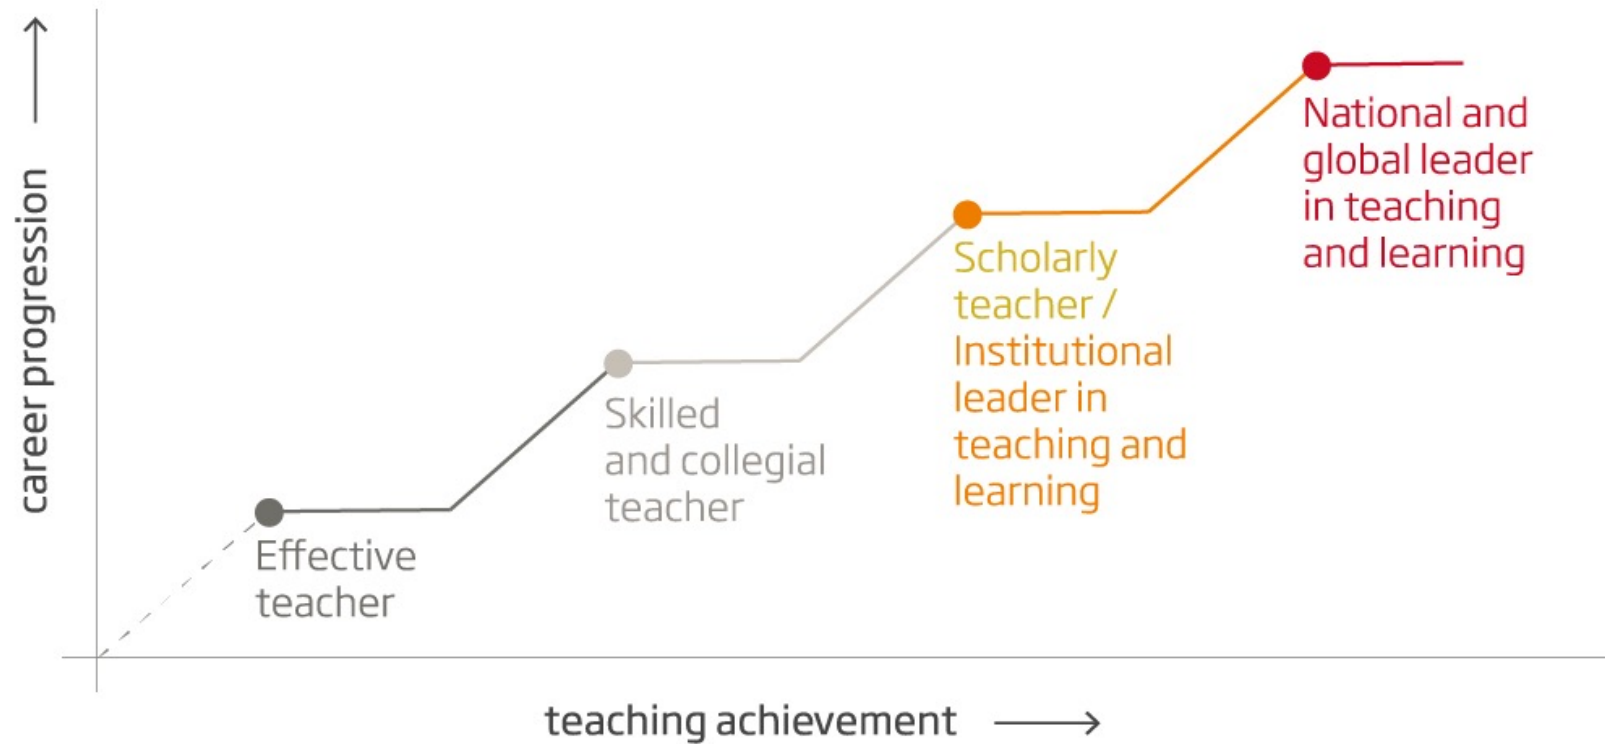 career progression
National and
global leader
in teaching
and learning
Scholarly
teacher /
Institutional
leader in
teaching and
learning
Skilled
and collegial
teacher
Effective
teacher
teaching achievement